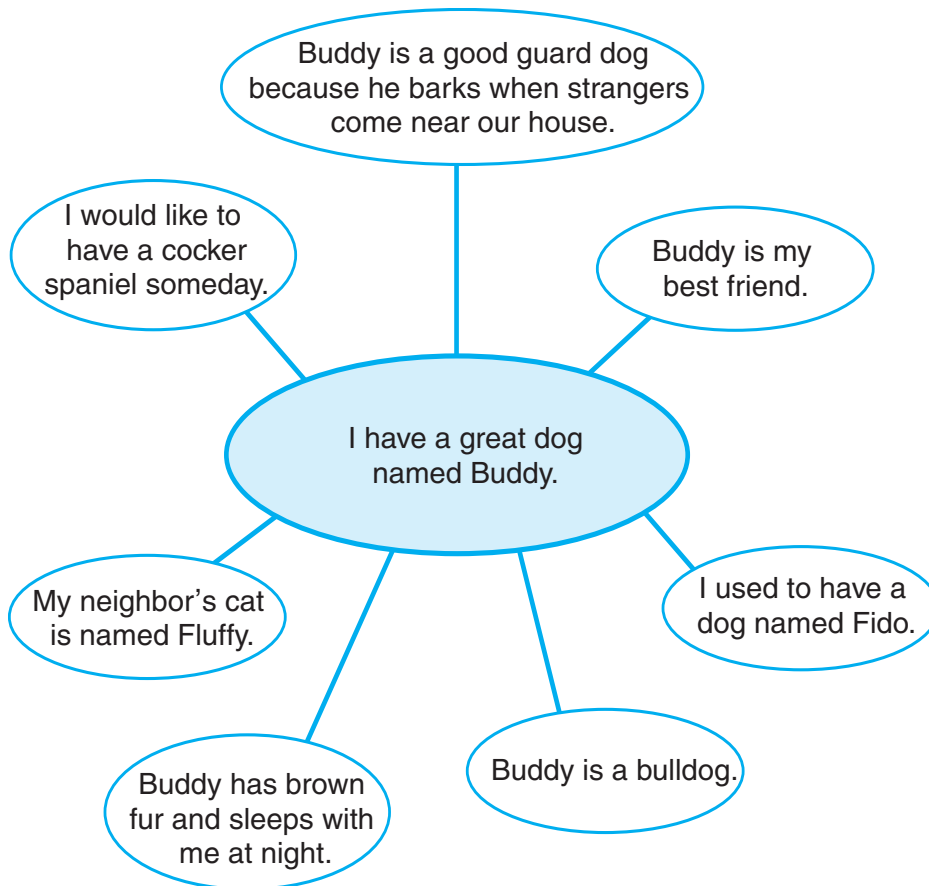 Buddy is a good guard dog
because he barks when strangers
come near our house.
I would like to
have a cocker
spaniel someday.
Buddy is my
best friend.
I have a great dog
named Buddy.
My neighbor’s cat
is named Fluffy.
I used to have a
dog named Fido.
Buddy has brown
fur and sleeps with
me at night.
Buddy is a bulldog.